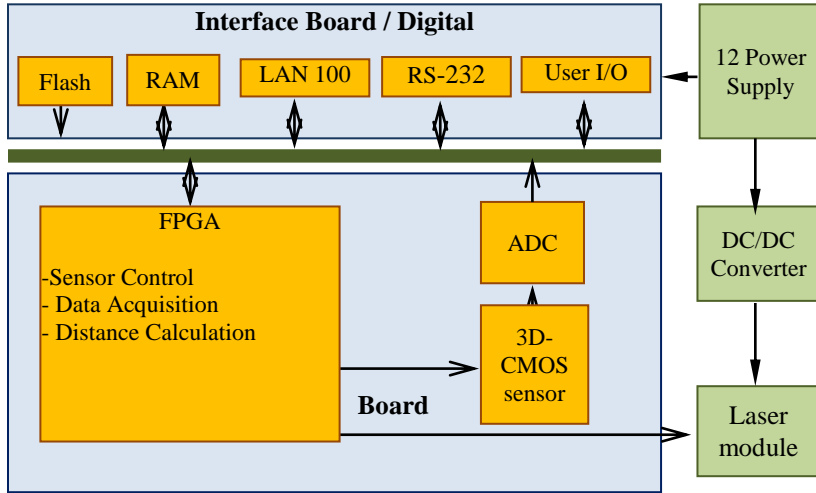 Interface Board / Digital
Flash
RAM
LAN 100
RS-232
User I/O
12 Power
Supply
FPGA
-Sensor Control
- Data Acquisition
- Distance Calculation
ADC
3D-
CMOS
sensor
Board
DC/DC
Converter
Laser
module